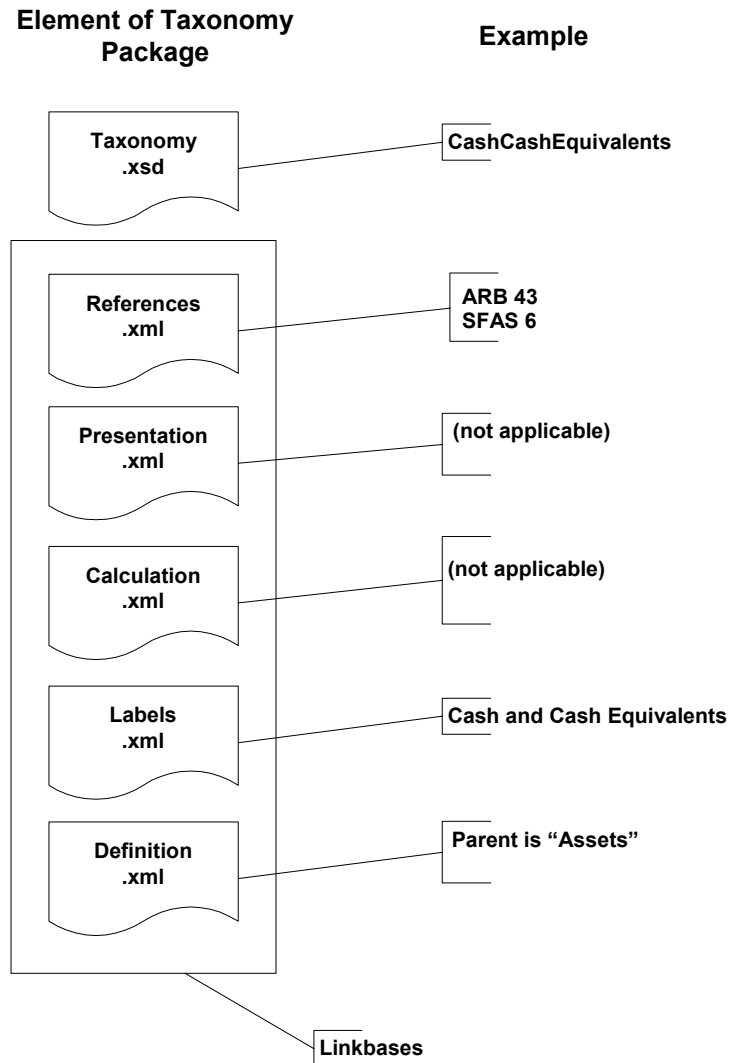 Element of Taxonomy
Package
Example
Taxonomy
.xsd
CashCashEquivalents
References
.xml
ARB 43
SFAS 6
Presentation
.xml
(not applicable)
Calculation
.xml
(not applicable)
Labels
.xml
Cash and Cash Equivalents
Definition
.xml
Parent is “Assets”
Linkbases